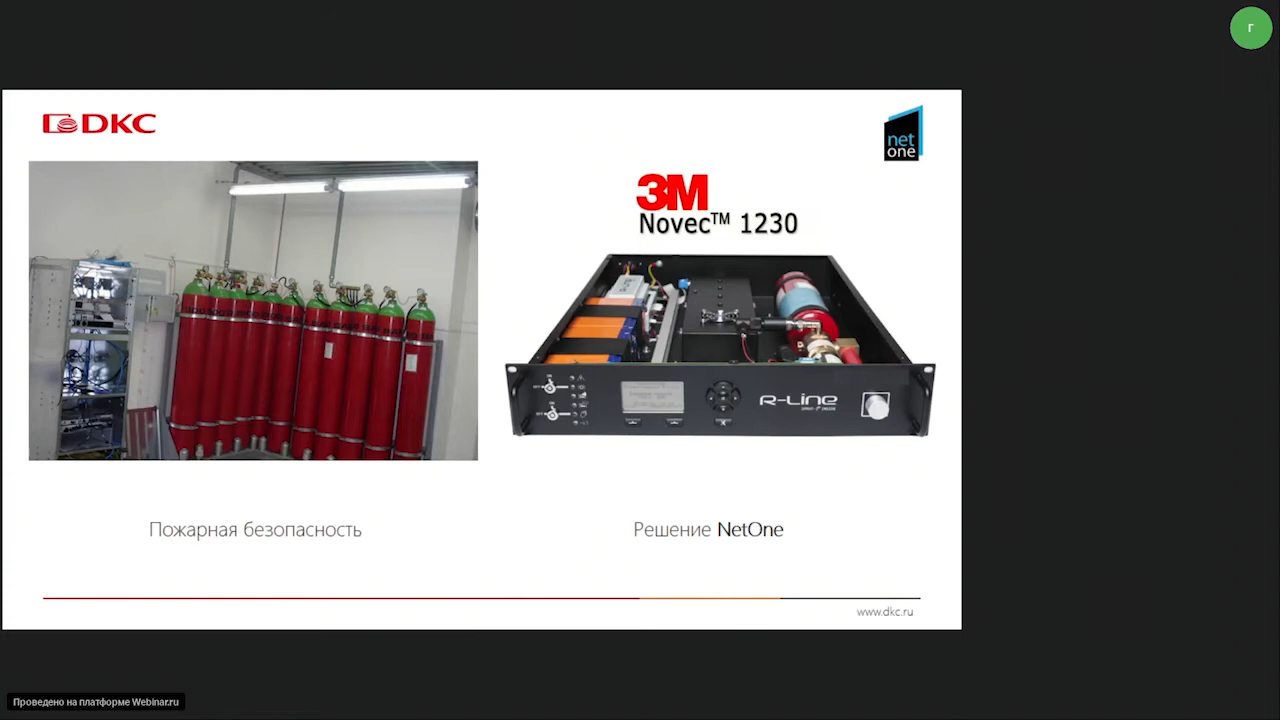 г
DKC
net
one
3M
Novec™ 1230
R-Line
Пожарная безопасность
Решение NetOne
www.dkc.ru
Проведено на платформе Webinar.ru